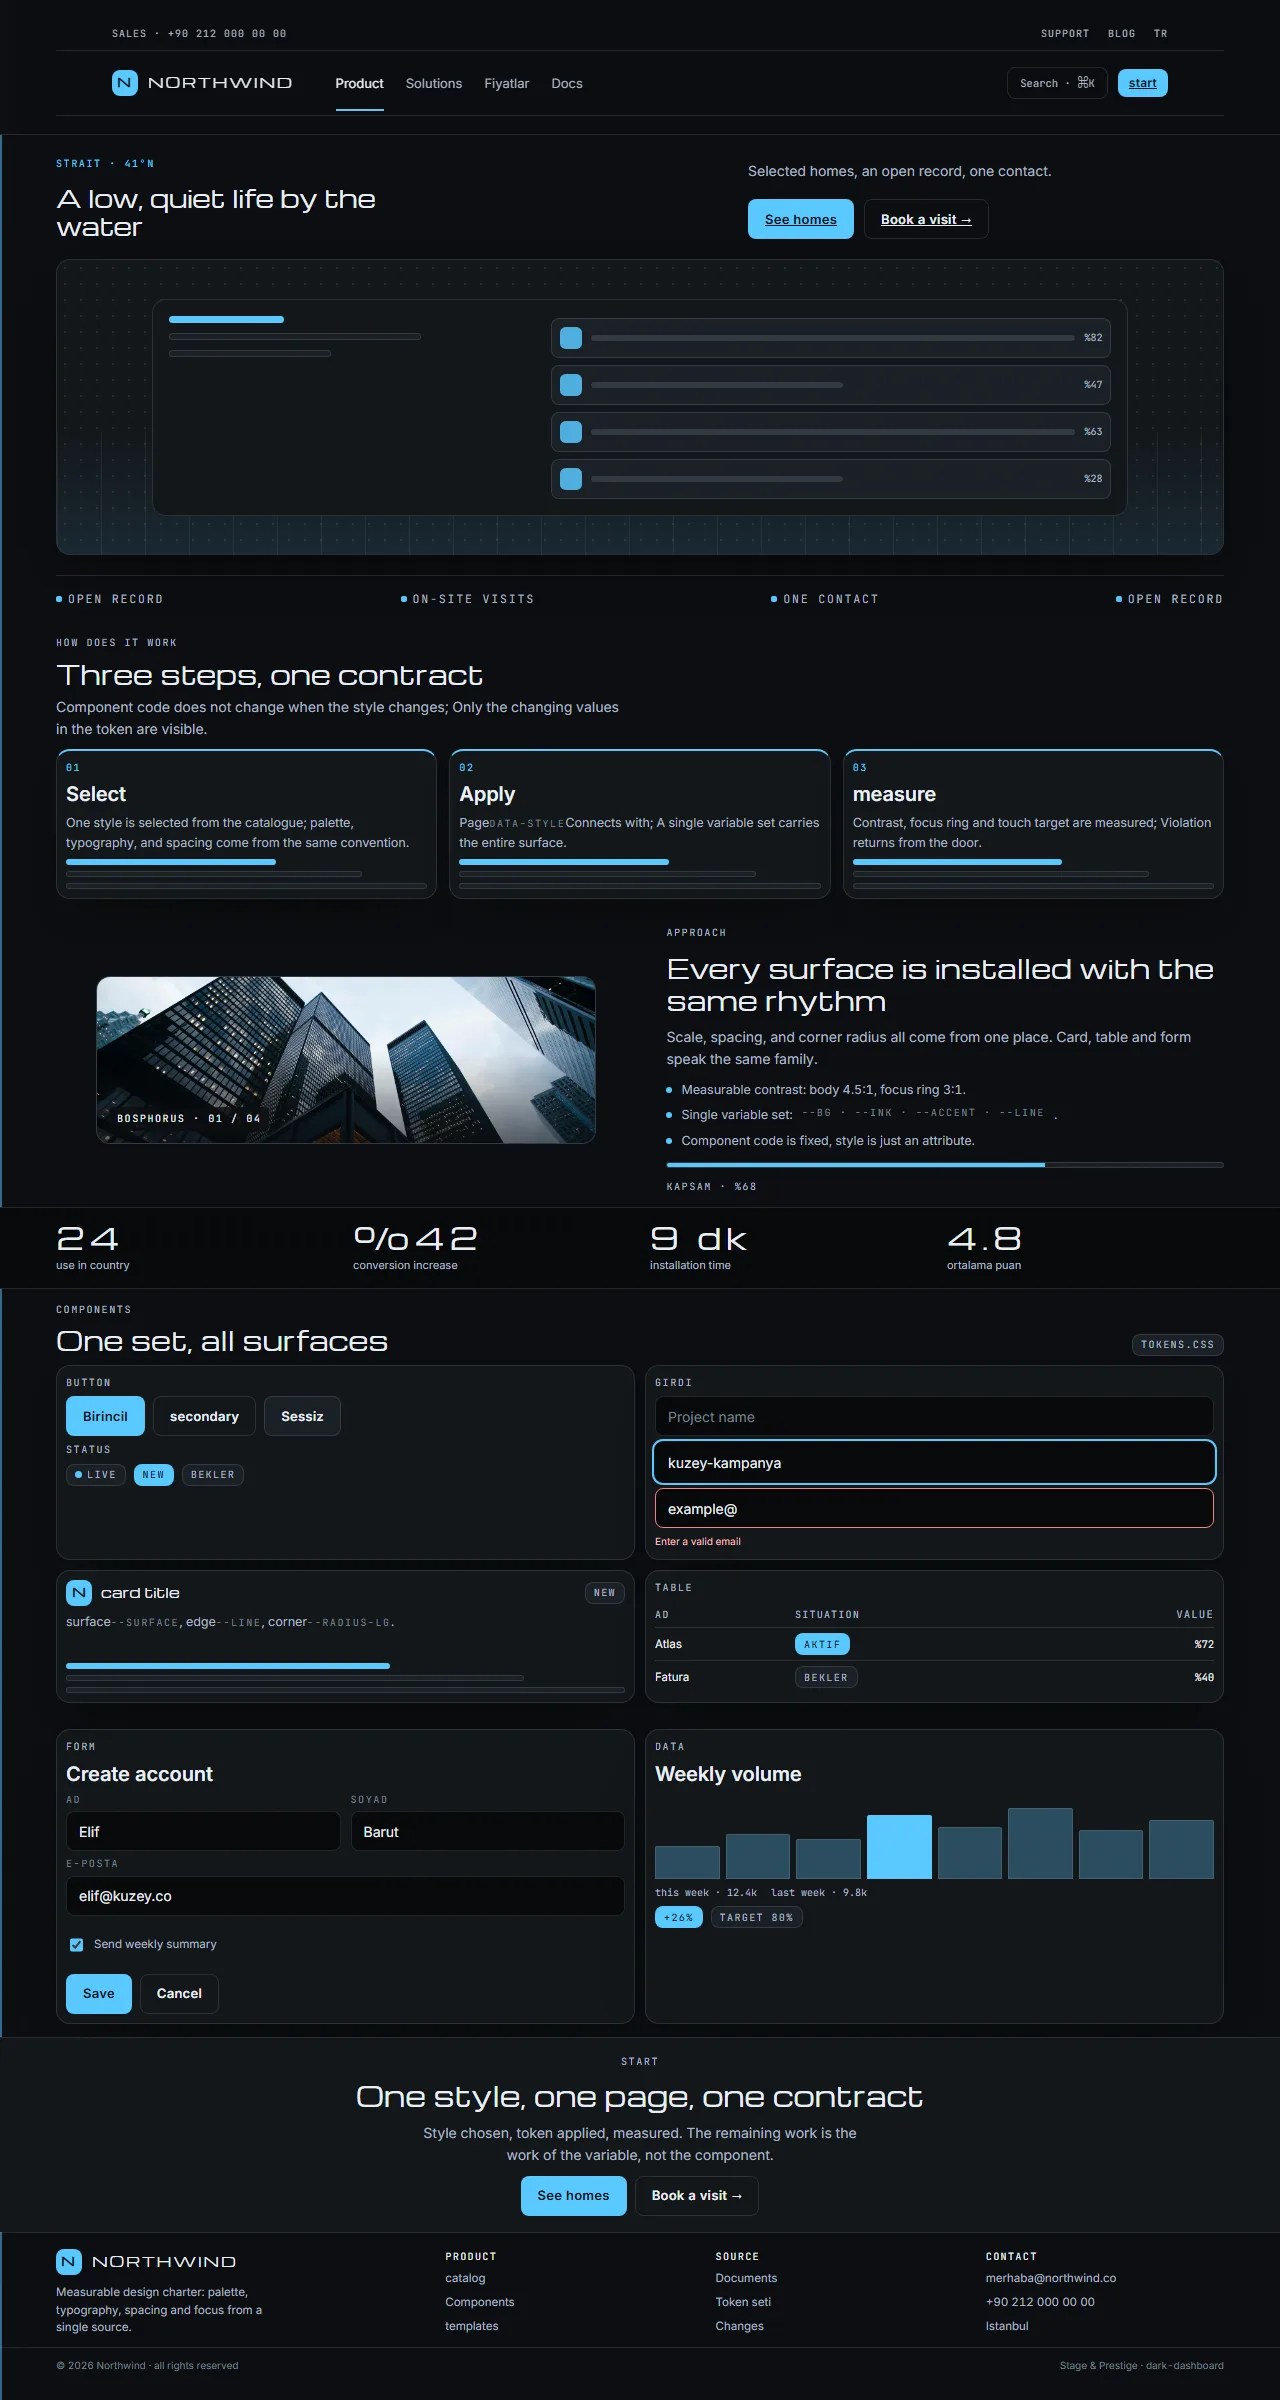 SALES · +90 212 000 00 00
SUPPORT BLOG TR
N NORTHWIND Product Solutions Fiyatlar Docs Search · ⌘K start
STRAIT · 41°N
A low, quiet life by the
water
Selected homes, an open record, one contact.
See homes Book a visit →
%82
%47
%63
%28
OPEN RECORD ON-SITE VISITS ONE CONTACT OPEN RECORD
HOW DOES IT WORK
Three steps, one contract
Component code does not change when the style changes; Only the changing values
in the token are visible.
01
Select
One style is selected from the catalogue; palette,
typography, and spacing come from the same convention.
02
Apply
PageDATA-STYLEConnects with; A single variable set carries
the entire surface.
03
measure
Contrast, focus ring and touch target are measured; Violation
returns from the door.
BOSPHORUS · 01 / 04
APPROACH
Every surface is installed with the
same rhythm
Scale, spacing, and corner radius all come from one place. Card, table and form
speak the same family.
Measurable contrast: body 4.5:1, focus ring 3:1.
Single variable set: --BG · --INK · --ACCENT · --LINE .
Component code is fixed, style is just an attribute.
KAPSAM · %68
24 %42 9 dk 4.8
use in country conversion increase installation time ortalama puan
COMPONENTS
One set, all surfaces
TOKENS.CSS
BUTTON
Birincil secondary Sessiz
STATUS
LIVE NEW BEKLER
GIRDI
Project name
kuzey-kampanya
example@
Enter a valid email
N card title NEW
surface--SURFACE, edge--LINE, corner--RADIUS-LG.
TABLE
AD SITUATION VALUE
Atlas AKTIF %72
Fatura BEKLER %40
FORM
Create account
AD SOYAD
Elif Barut
E-POSTA
elif@kuzey.co
Send weekly summary
Save Cancel
DATA
Weekly volume
this week · 12.4k last week · 9.8k
+26% TARGET 80%
START
One style, one page, one contract
Style chosen, token applied, measured. The remaining work is the
work of the variable, not the component.
See homes Book a visit →
N NORTHWIND
Measurable design charter: palette,
typography, spacing and focus from a
single source.
PRODUCT
catalog
Components
templates
SOURCE
Documents
Token seti
Changes
CONTACT
merhaba@northwind.co
+90 212 000 00 00
Istanbul
© 2026 Northwind · all rights reserved
Stage & Prestige · dark-dashboard